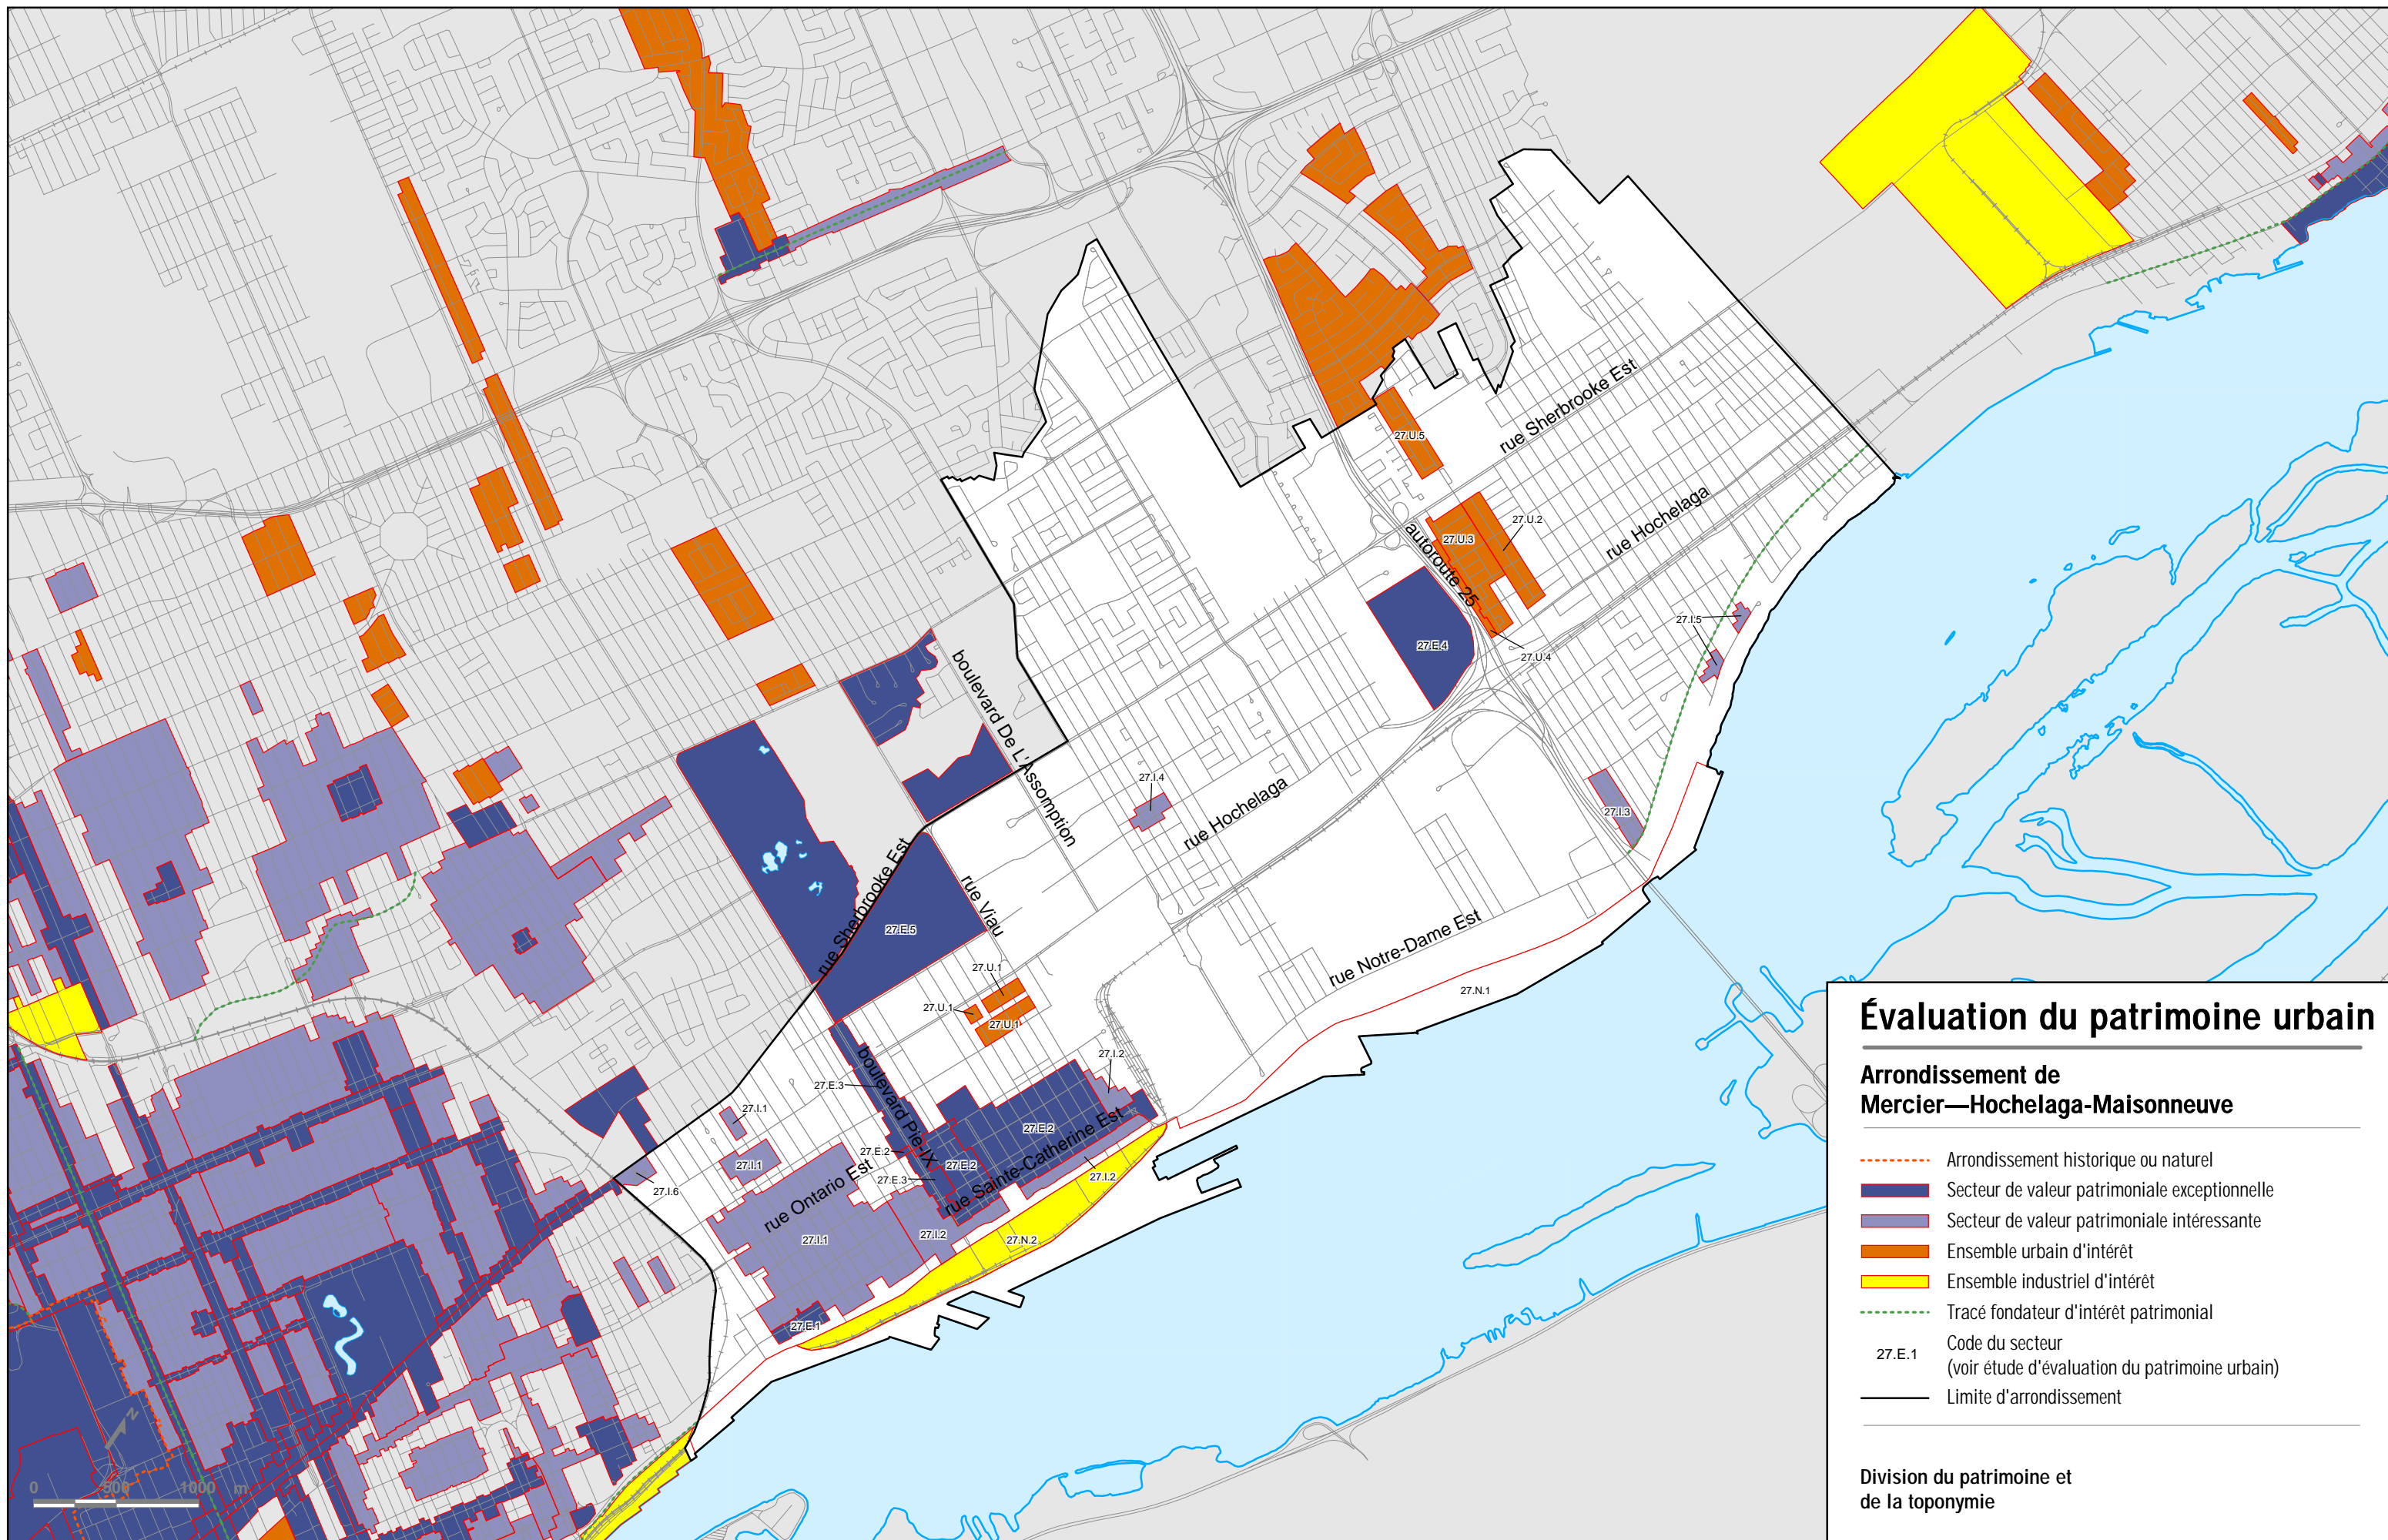 rue Sherbrooke Est
27.U.5
27.U.2
27.U.3
autoroute 25
rue Hochelaga
27.I.5
27.E.4
27.U.4
boulevard De L'Assomption
27.I.4
rue Hochelaga
27.I.3
rue Sherbrooke Est
rue Viau
27.E.5
rue Notre-Dame Est
27.U.1
27.N.1
27.U.1
27.U.1
27.I.2
boulevard Pie-IX
27.E.3
27.I.1
27.E.2
27.E.2
27.I.1
27.E.2
27.E.3
rue Sainte-Catherine Est
27.I.2
27.I.6
rue Ontario Est
27.I.1
27.I.2
27.N.2
27.E.1
N
0 500 1000 m
Évaluation du patrimoine urbain
Arrondissement de
Mercier—Hochelaga-Maisonneuve
Arrondissement historique ou naturel
Secteur de valeur patrimoniale exceptionnelle
Secteur de valeur patrimoniale intéressante
Ensemble urbain d'intérêt
Ensemble industriel d'intérêt
Tracé fondateur d'intérêt patrimonial
27.E.1
Code du secteur
(voir étude d'évaluation du patrimoine urbain)
Limite d'arrondissement
Division du patrimoine et
de la toponymie